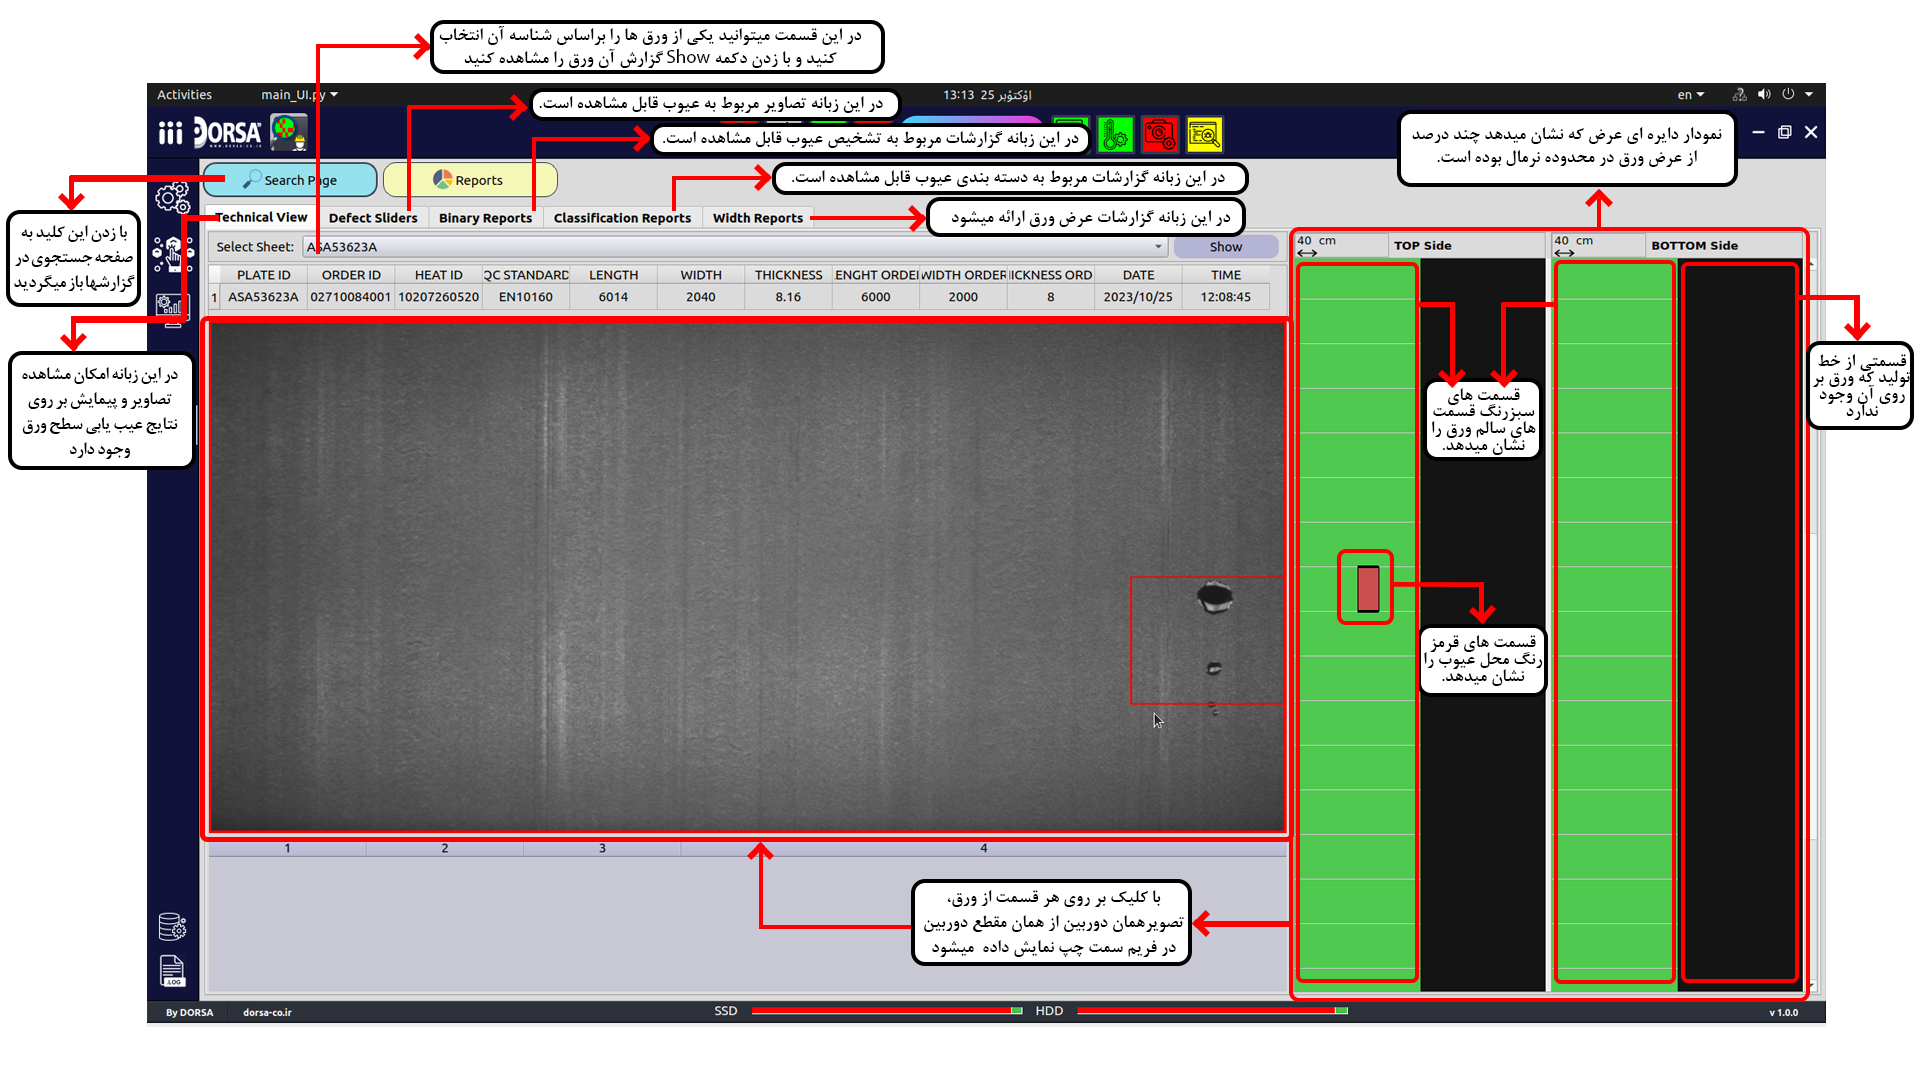 در این قسمت میتوانید یکی از ورق ها را براساس شناسه آن انتخاب
کنید و با زدن دکمه Show گزارش آن ورق را مشاهده کنید
Activities
main_UI.py
13:13 25 اؤکتؤبر
en
در این زبانه تصاویر مربوط به عیوب قابل مشاهده است.
در این زبانه گزارشات مربوط به تشخیص عیوب قابل مشاهده است.
نمودار دایره ای عرض که نشان میدهد چند درصد
از عرض ورق در محدوده نرمال بوده است.
DORSA
WWW.DORSA-CO.IR
Search Page
Reports
در این زبانه گزارشات مربوط به دسته بندی عیوب قابل مشاهده است.
Technical View
Defect Sliders
Binary Reports
Classification Reports
Width Reports
در این زبانه گزارشات عرض ورق ارائه میشود
با زدن این کلید به
صفحه جستجوی در
گزارشها باز میگردید
Select Sheet:
ASA53623A
Show
40 cm
TOP Side
40 cm
BOTTOM Side
PLATE ID ORDER ID HEAT ID QC STANDARD LENGTH WIDTH THICKNESS ENGHT ORDEI WIDTH ORDER ICKNESS ORD DATE TIME
1 ASA53623A 02710084001 10207260520 EN10160 6014 2040 8.16 6000 2000 8 2023/10/25 12:08:45
در این زبانه امکان مشاهده
تصاویر و پیمایش بر روی
نتایج عیب یابی سطح ورق
وجود دارد
قسمتی از خط
تولید که ورق بر
روی آن وجود
ندارد
قسمت های
سبزرنگ قسمت
های سالم ورق را
نشان میدهد.
قسمت های قرمز
رنگ محل عیوب را
نشان میدهد.
1 2 3 4
با کلیک بر روی هر قسمت از ورق،
تصویرهمان دوربین از همان مقطع دوربین
در فریم سمت چپ نمایش داده میشود
.LOG
By DORSA
dorsa-co.ir
SSD
HDD
v 1.0.0